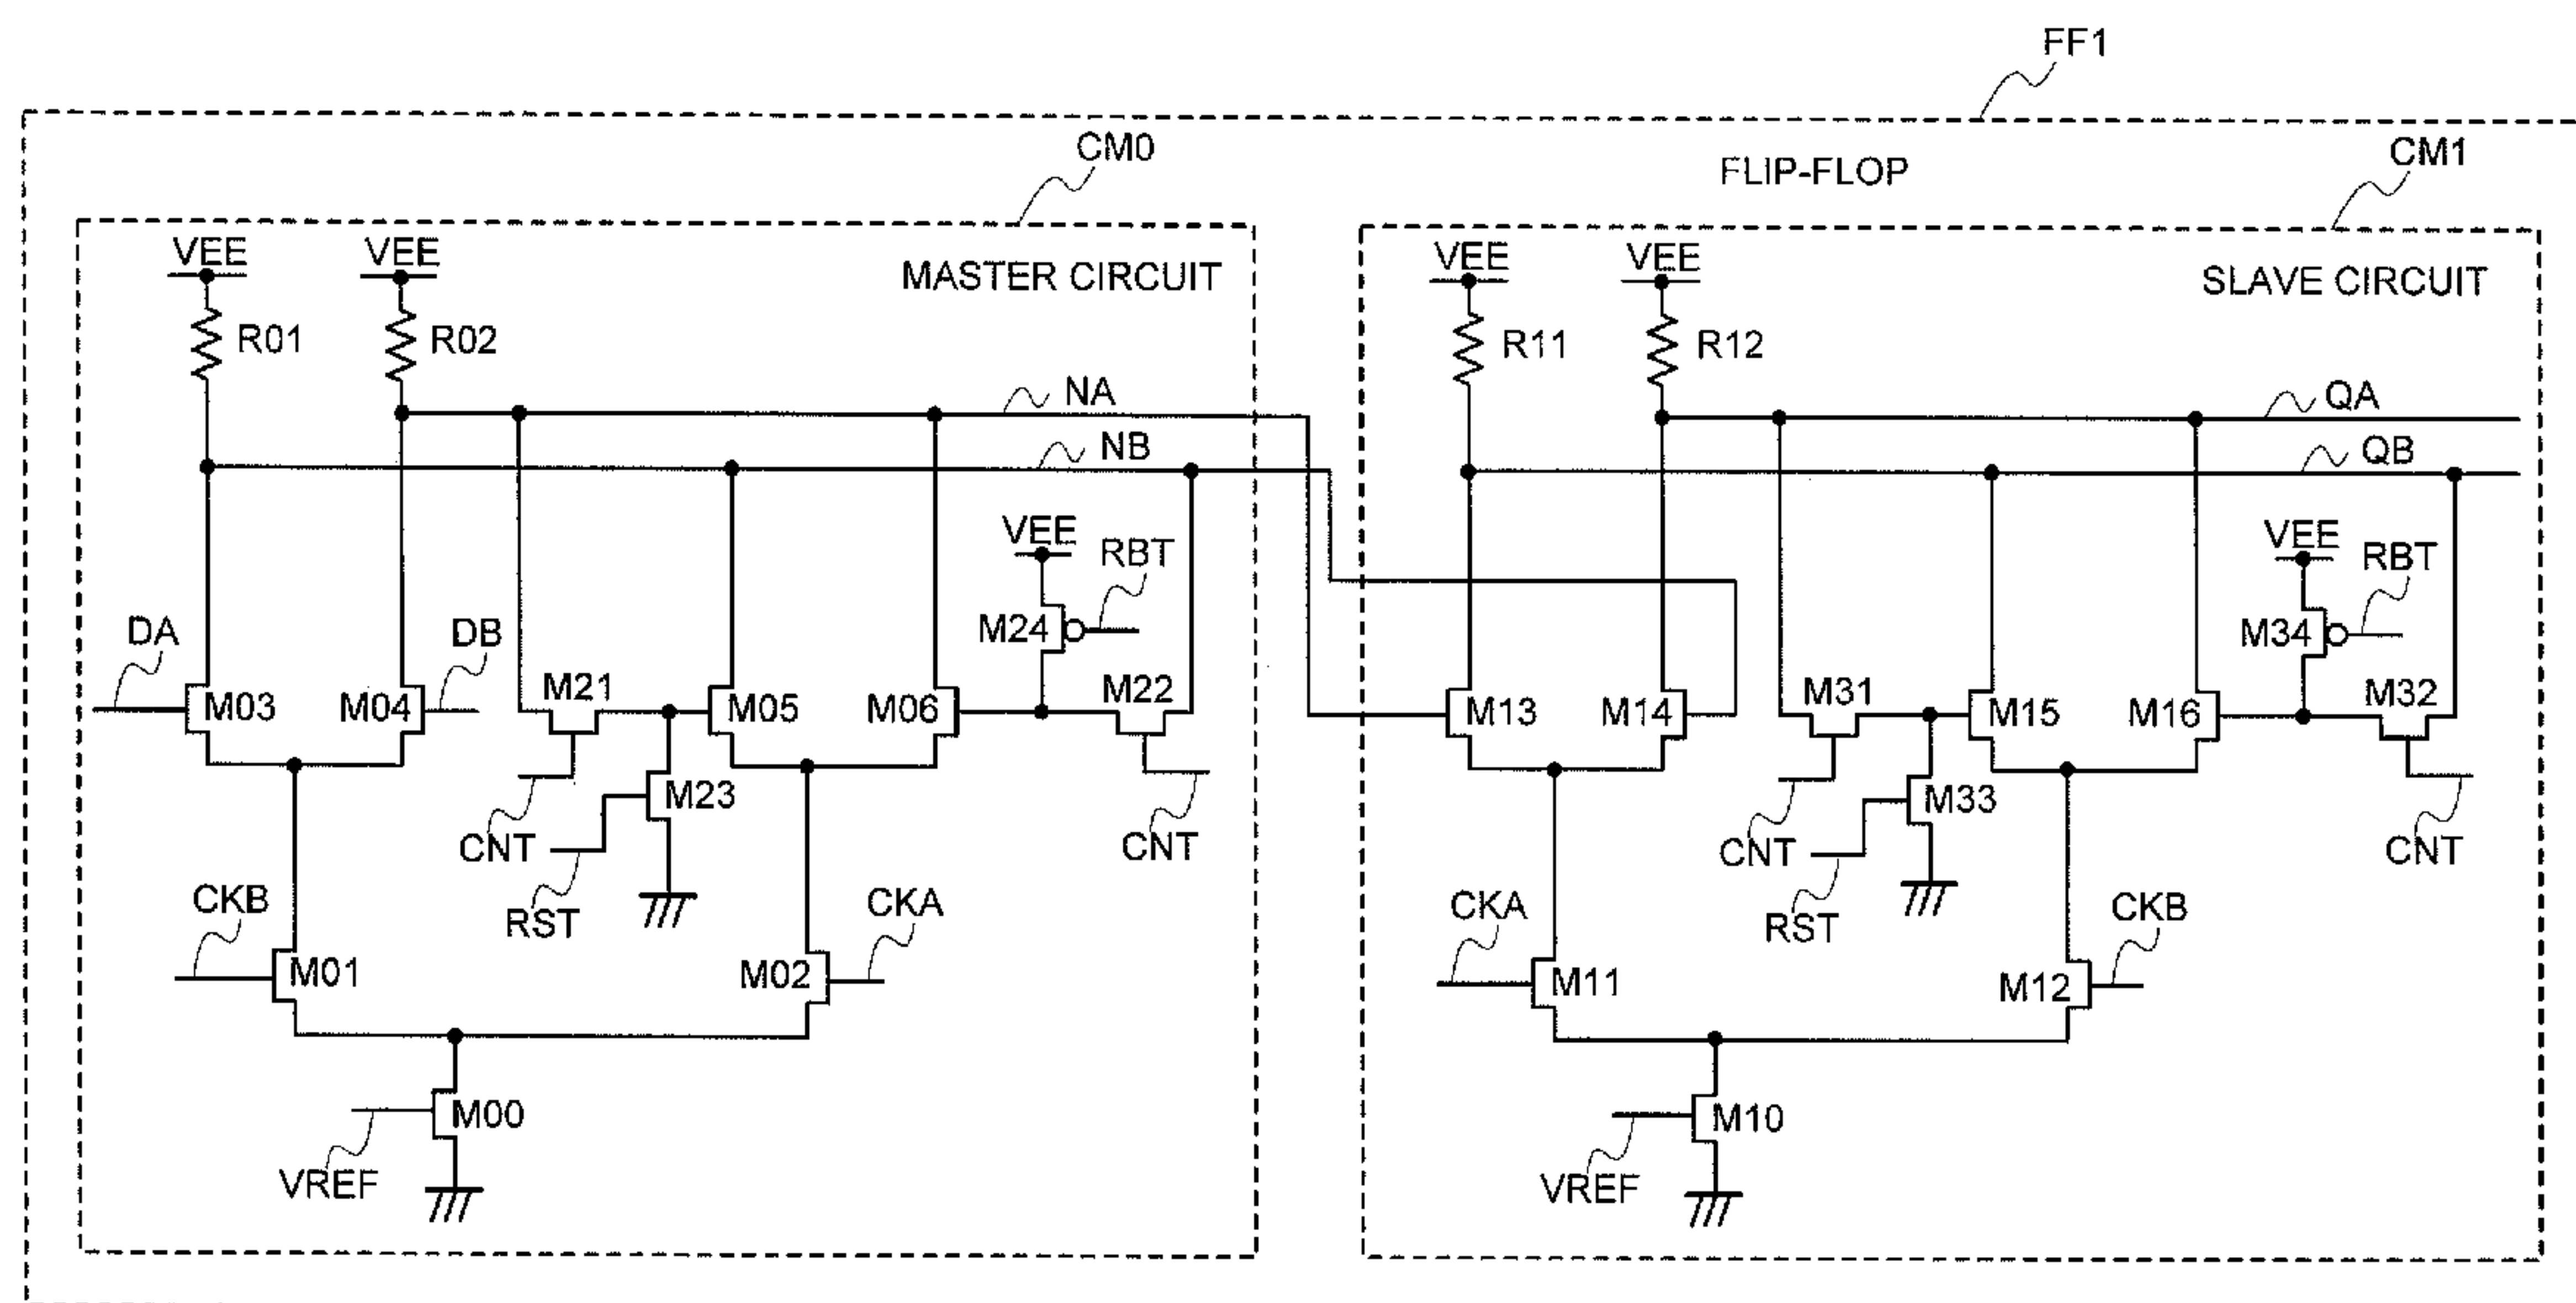 FF1
CM0
FLIP-FLOP
CM1
VEE
VEE
MASTER CIRCUIT
VEE
VEE
SLAVE CIRCUIT
R01
R02
R11
R12
NA
NB
QA
QB
VEE
RBT
VEE
RBT
DA
DB
M24
M34
M03
M04
M21
M05
M06
M22
M13
M14
M31
M15
M16
M32
M23
M33
CNT
CNT
CNT
CNT
RST
RST
CKB
CKA
CKA
CKB
M01
M02
M11
M12
M00
M10
VREF
VREF